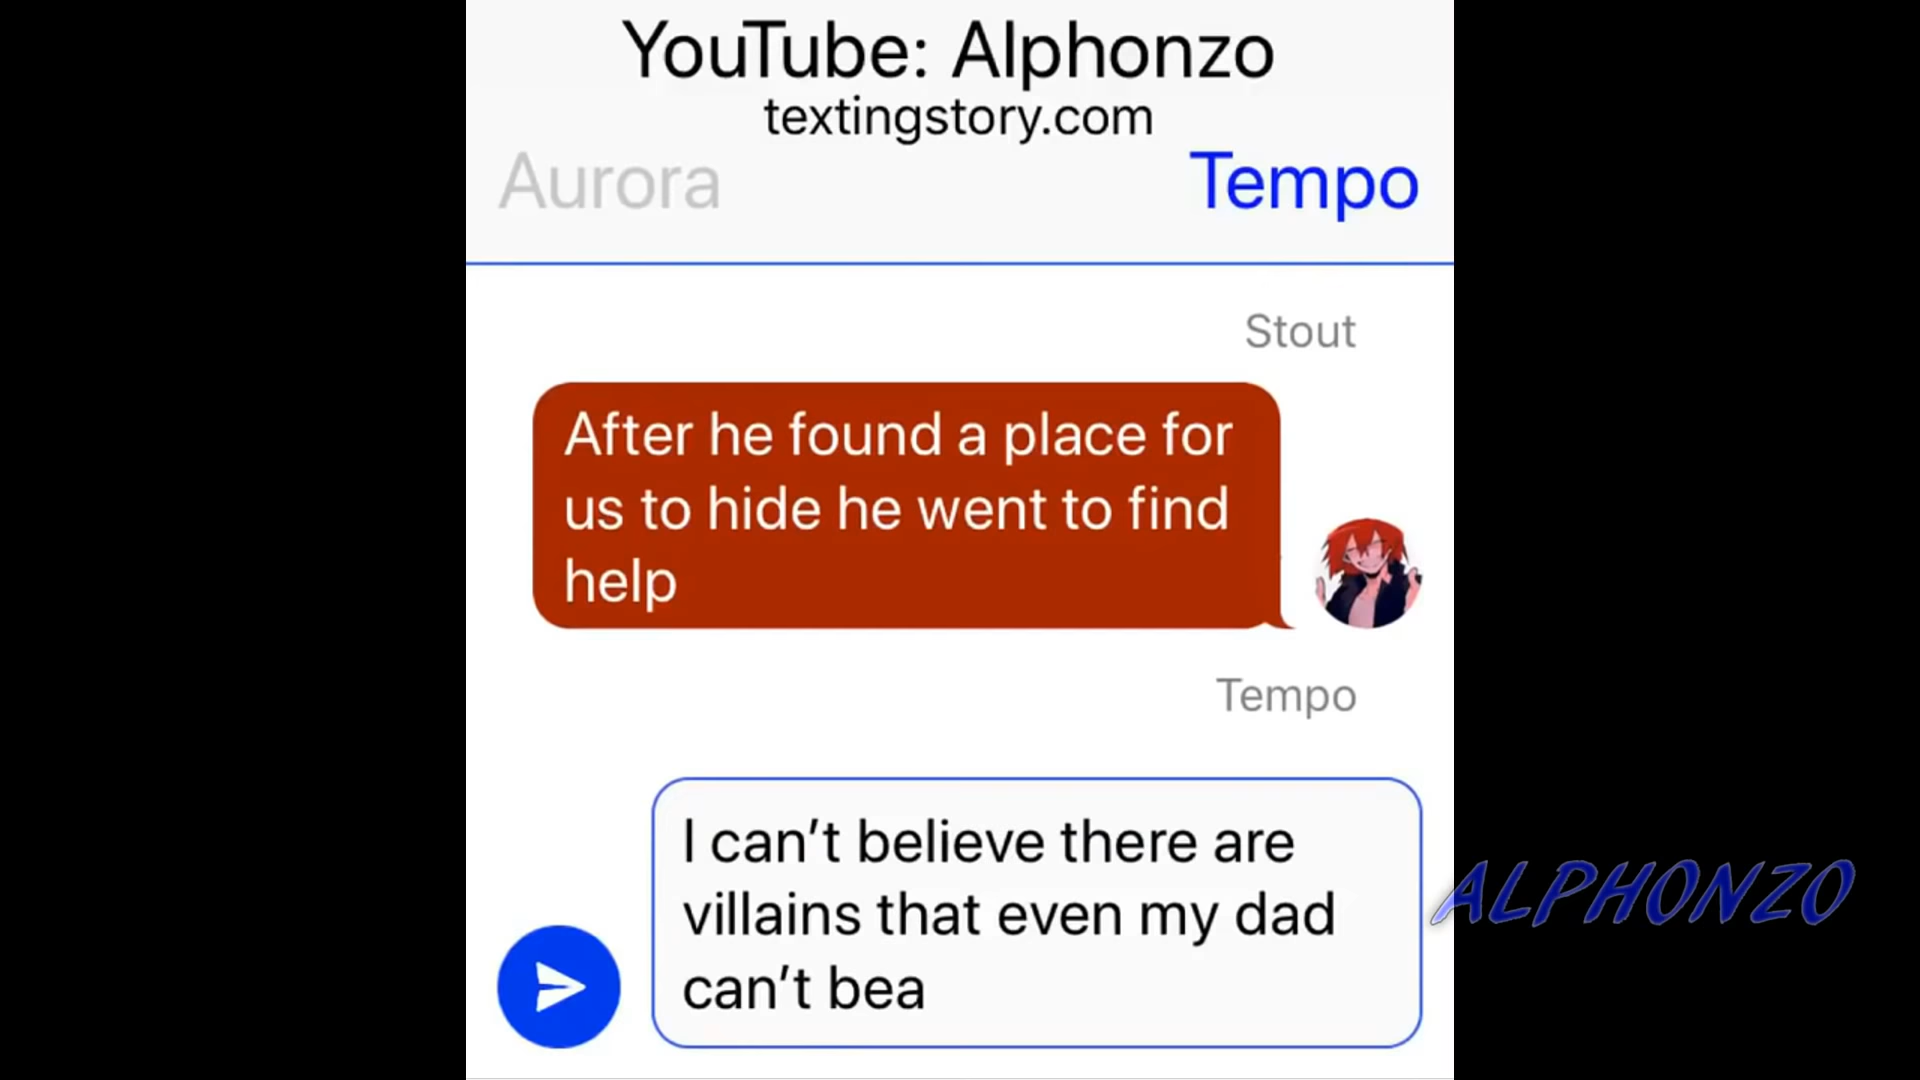 YouTube: Alphonzo
textingstory.com
Aurora
Tempo
Stout
After he found a place for
us to hide he went to find
help
Tempo
I can’t believe there are
villains that even my dad
can’t bea
ALPHONZO